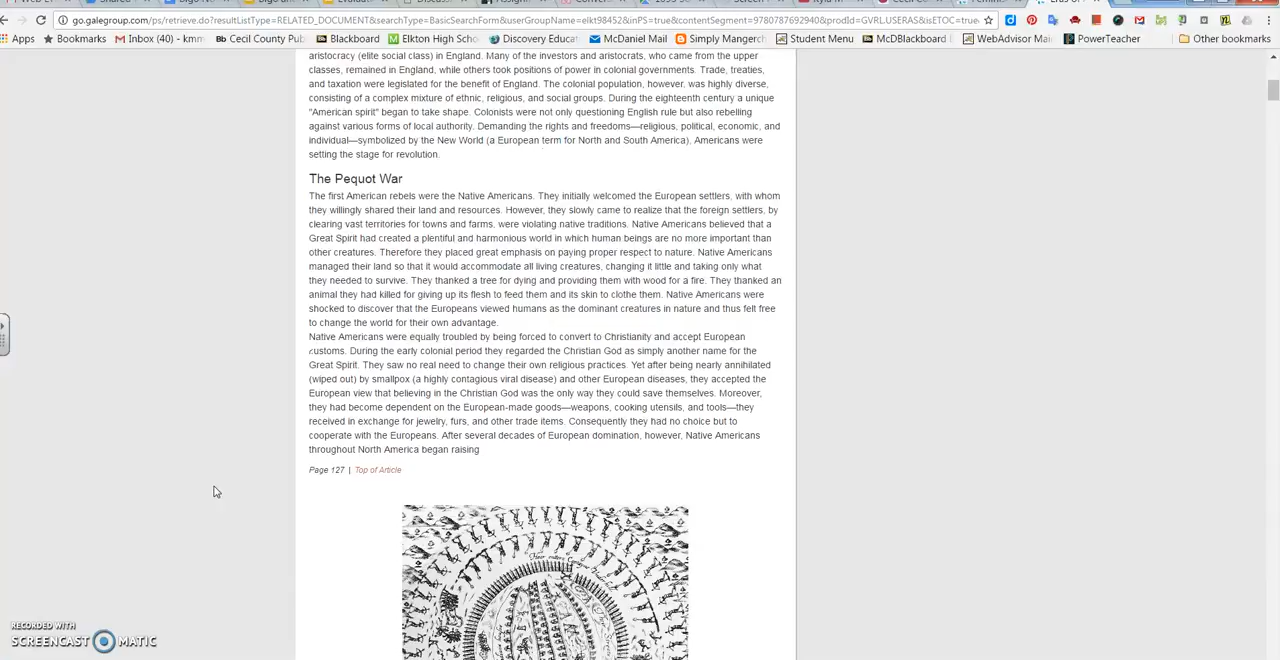 go.galegroup.com/ps/retrieve.do?resultListType=RELATED_DOCUMENT&searchType=BasicSearchForm&userGroupName=elkt98452&inPS=true&contentSegment=9780787692940&prodId=GVRL.USERAS&isETOC=true
Apps Bookmarks Inbox (40) - kmm Bb Cecil County Pub Blackboard Elkton High Scho Discovery Educat McDaniel Mail Simply Mangerch Student Menu McDBlackboard WebAdvisor Mai PowerTeacher Other bookmarks
aristocracy (elite social class) in England. Many of the investors and aristocrats, who came from the upper
classes, remained in England, while others took positions of power in colonial governments. Trade, treaties,
and taxation were legislated for the benefit of England. The colonial population, however, was highly diverse,
consisting of a complex mixture of ethnic, religious, and social groups. During the eighteenth century a unique
"American spirit" began to take shape. Colonists were not only questioning English rule but also rebelling
against various forms of local authority. Demanding the rights and freedoms—religious, political, economic, and
individual—symbolized by the New World (a European term for North and South America). Americans were
setting the stage for revolution.
The Pequot War
The first American rebels were the Native Americans. They initially welcomed the European settlers, with whom
they willingly shared their land and resources. However, they slowly came to realize that the foreign settlers, by
clearing vast territories for towns and farms, were violating native traditions. Native Americans believed that a
Great Spirit had created a plentiful and harmonious world in which human beings are no more important than
other creatures. Therefore they placed great emphasis on paying proper respect to nature. Native Americans
managed their land so that it would accommodate all living creatures, changing it little and taking only what
they needed to survive. They thanked a tree for dying and providing them with wood for a fire. They thanked an
animal they had killed for giving up its flesh to feed them and its skin to clothe them. Native Americans were
shocked to discover that the Europeans viewed humans as the dominant creatures in nature and thus felt free
to change the world for their own advantage.
Native Americans were equally troubled by being forced to convert to Christianity and accept European
customs. During the early colonial period they regarded the Christian God as simply another name for the
Great Spirit. They saw no real need to change their own religious practices. Yet after being nearly annihilated
(wiped out) by smallpox (a highly contagious viral disease) and other European diseases, they accepted the
European view that believing in the Christian God was the only way they could save themselves. Moreover,
they had become dependent on the European-made goods—weapons, cooking utensils, and tools—they
received in exchange for jewelry, furs, and other trade items. Consequently they had no choice but to
cooperate with the Europeans. After several decades of European domination, however, Native Americans
throughout North America began raising
Page 127 | Top of Article
RECORDED WITH
SCREENCAST MATIC